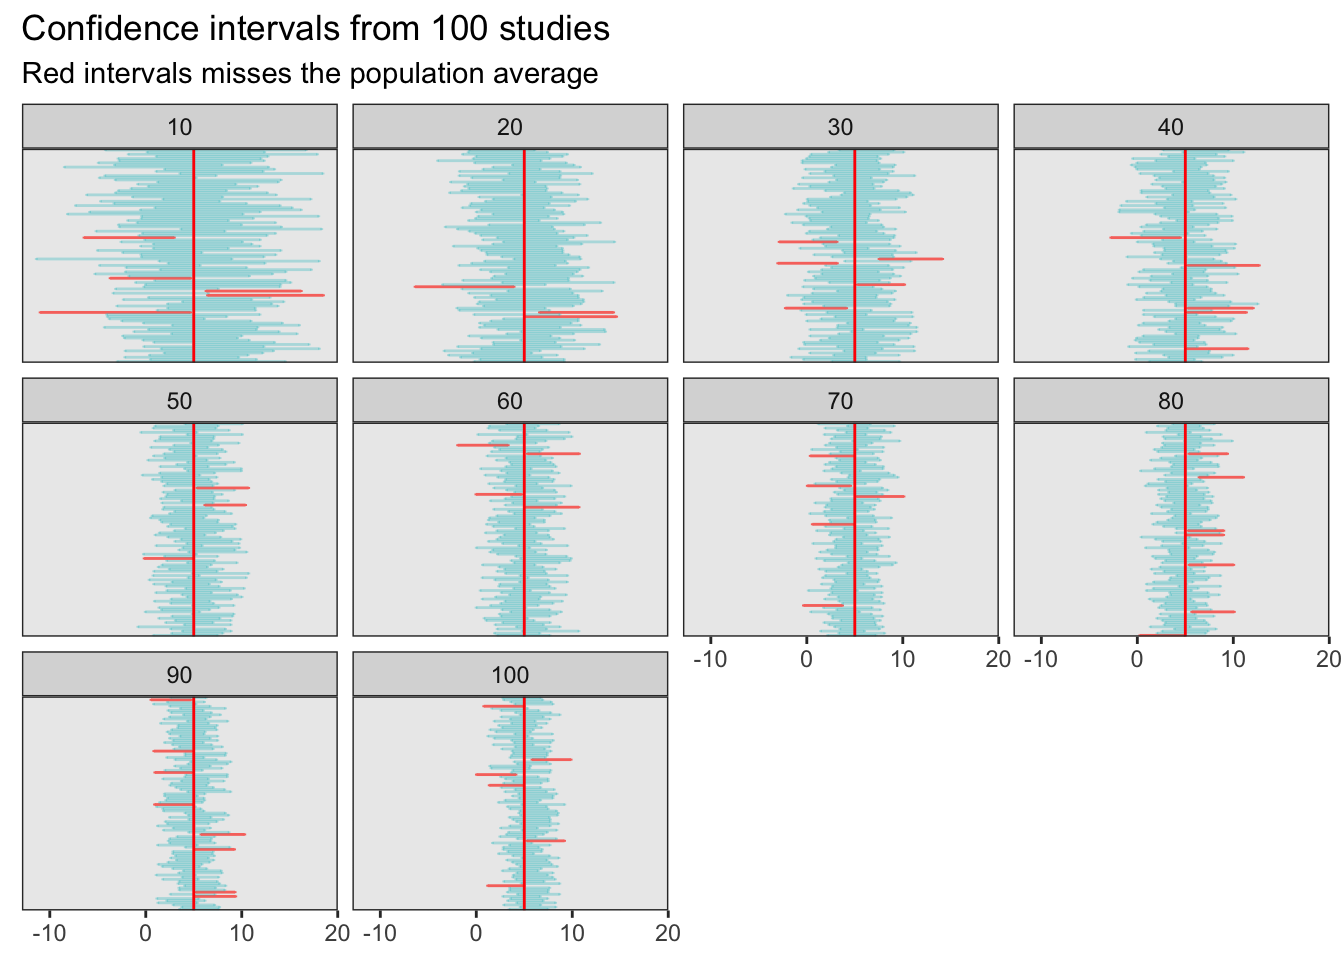 Confidence intervals from 100 studies
Red intervals misses the population average
10 20 30 40
50 60 70 80
-10 0 10 20 -10 0 10 20
90 100
-10 0 10 20 -10 0 10 20